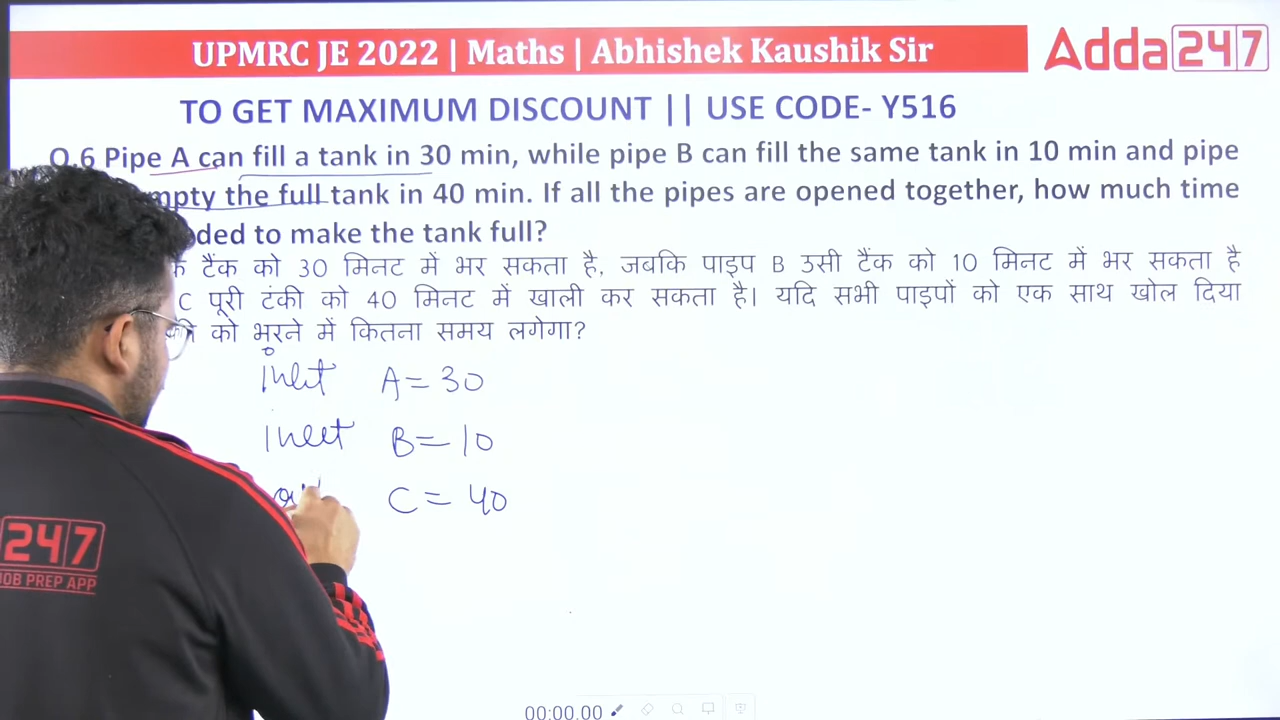 UPMRC JE 2022 | Maths | Abhishek Kaushik Sir
Adda247
TO GET MAXIMUM DISCOUNT || USE CODE- Y516
Q.6 Pipe A can fill a tank in 30 min, while pipe B can fill the same tank in 10 min and pipe
mpty the full tank in 40 min. If all the pipes are opened together, how much time
ded to make the tank full?
टैंक को 30 मिनट में भर सकता है, जबकि पाइप B उसी टैंक को 10 मिनट में भर सकता है
C पूरी टंकी को 40 मिनट में खाली कर सकता है। यदि सभी पाइपों को एक साथ खोल दिया
को भरने में कितना समय लगेगा?
Inlet A = 30
Inlet B = 10
C = 40
247
JOB PREP APP
00:00.00